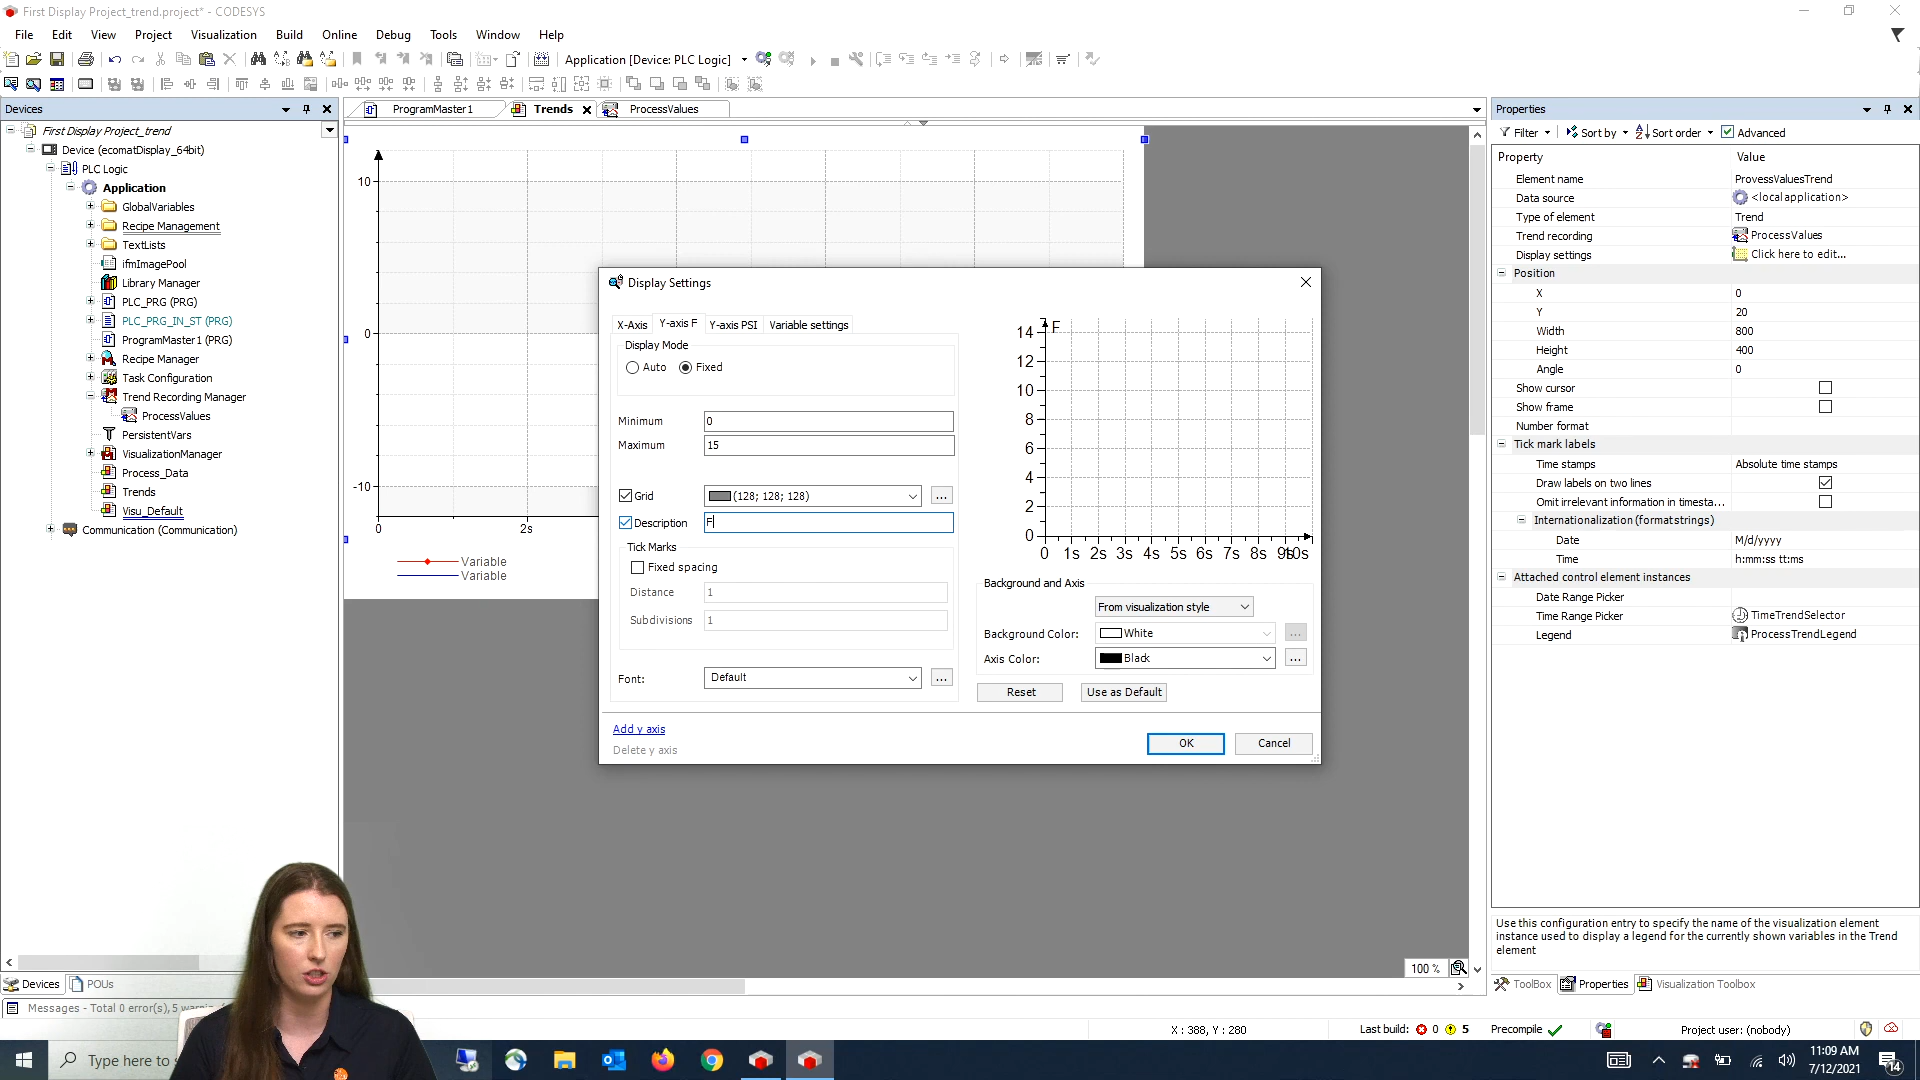 First Display Project_trend.project* - CODESYS
File Edit View Project Visualization Build Online Debug Tools Window Help
Application [Device: PLC Logic]
Devices
ProgramMaster1 Trends ProcessValues
Properties
First Display Project_trend
Device (ecomatDisplay_64bit)
PLC Logic
Application
GlobalVariables
Recipe Management
TextLists
ifmImagePool
Library Manager
PLC_PRG (PRG)
PLC_PRG_IN_ST (PRG)
ProgramMaster1 (PRG)
Recipe Manager
Task Configuration
Trend Recording Manager
ProcessValues
PersistentVars
VisualizationManager
Process_Data
Trends
Visu_Default
Communication (Communication)
10
0
-10
0 2s
Variable
Variable
Display Settings
X-Axis Y-axis F Y-axis PSI Variable settings
Display Mode
Auto Fixed
Minimum 0
Maximum 15
Grid (128; 128; 128) ...
Description F
Tick Marks
Fixed spacing
Distance 1
Subdivisions 1
Font: Default ...
Add y axis
Delete y axis
F
14
12
10
8
6
4
2
0
0 1s 2s 3s 4s 5s 6s 7s 8s 9s 10s
Background and Axis
From visualization style
Background Color: White ...
Axis Color: Black ...
Reset Use as Default
OK Cancel
Filter Sort by Sort order Advanced
Property Value
Element name ProvessValuesTrend
Data source <localapplication>
Type of element Trend
Trend recording ProcessValues
Display settings Click here to edit...
Position
X 0
Y 20
Width 800
Height 400
Angle 0
Show cursor
Show frame
Number format
Tick mark labels
Time stamps Absolute time stamps
Draw labels on two lines
Omit irrelevant information in timesta...
Internationalization (format strings)
Date M/d/yyyy
Time h:mm:ss tt:ms
Attached control element instances
Date Range Picker
Time Range Picker TimeTrendSelector
Legend ProcessTrendLegend
Use this configuration entry to specify the name of the visualization element
instance used to display a legend for the currently shown variables in the Trend
element
100 %
Devices POUs
ToolBox Properties Visualization Toolbox
Messages - Total 0 error(s), 5
X : 388, Y : 280
Last build: 0 5 Precompile
Project user: (nobody)
Type here to
11:09 AM
7/12/2021
14